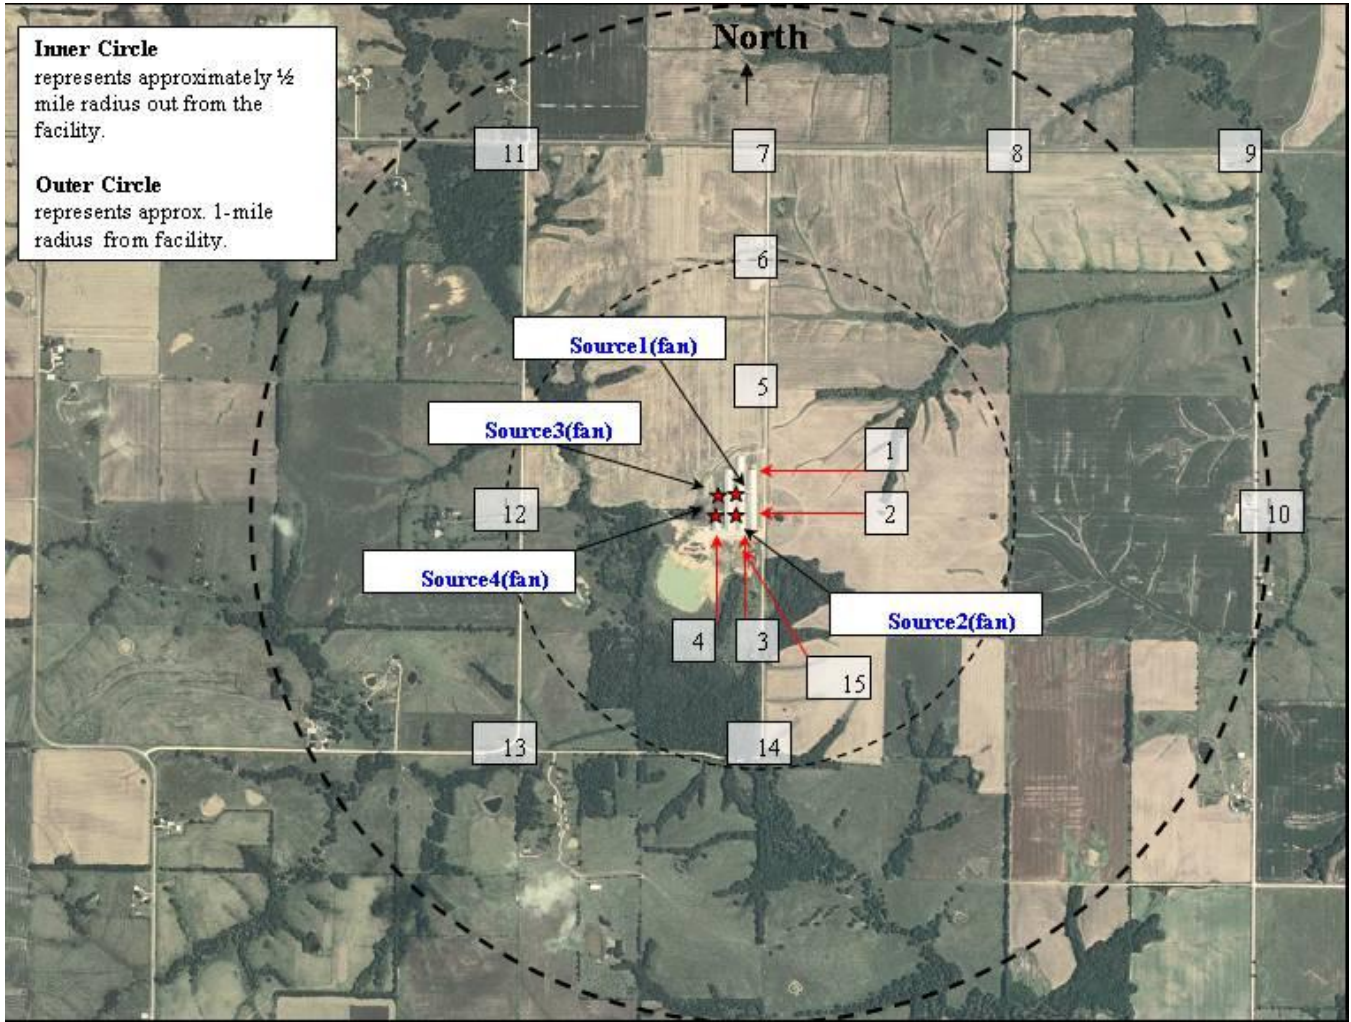 Inner Circle
represents approximately ½
mile radius out from the
facility.
Outer Circle
represents approx. 1-mile
radius from facility.
North
11
7
8
9
6
Source1(fan)
5
Source3(fan)
1
12
2
10
Source4(fan)
Source2(fan)
4
3
15
13
14